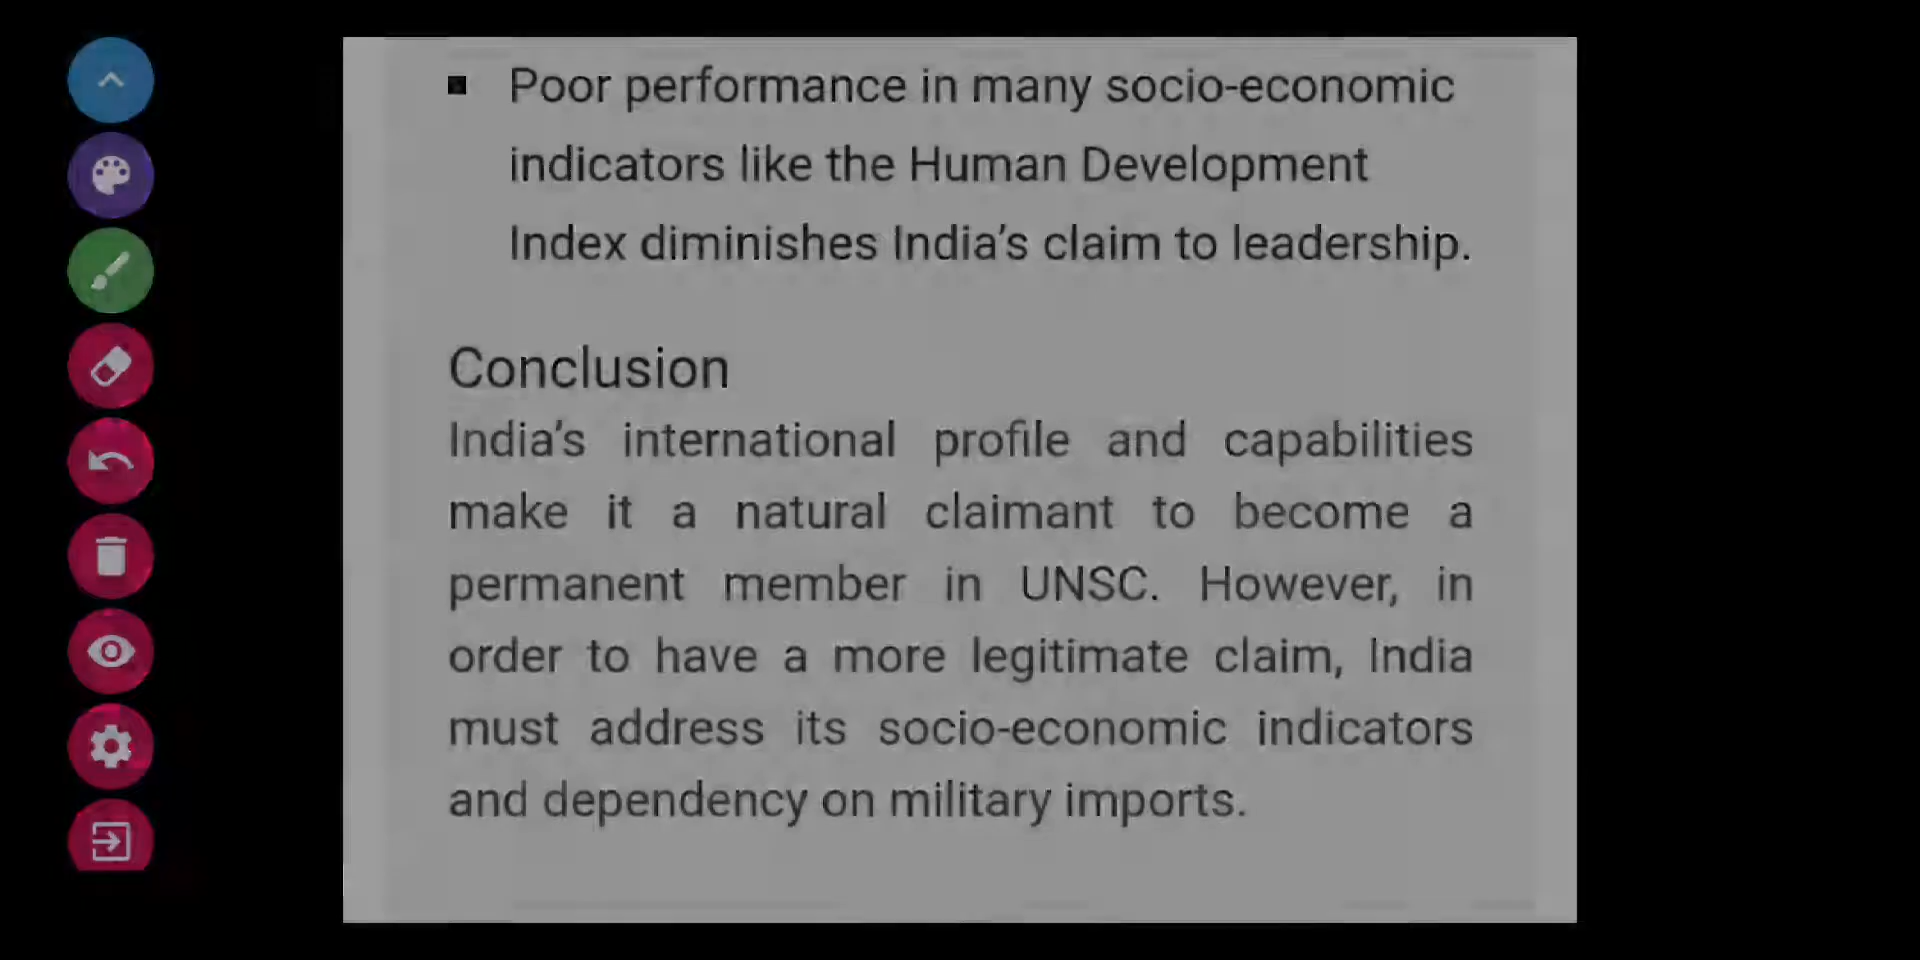 ▪ Poor performance in many socio-economic
indicators like the Human Development
Index diminishes India's claim to leadership.
Conclusion
India's international profile and capabilities
make it a natural claimant to become a
permanent member in UNSC. However, in
order to have a more legitimate claim, India
must address its socio-economic indicators
and dependency on military imports.